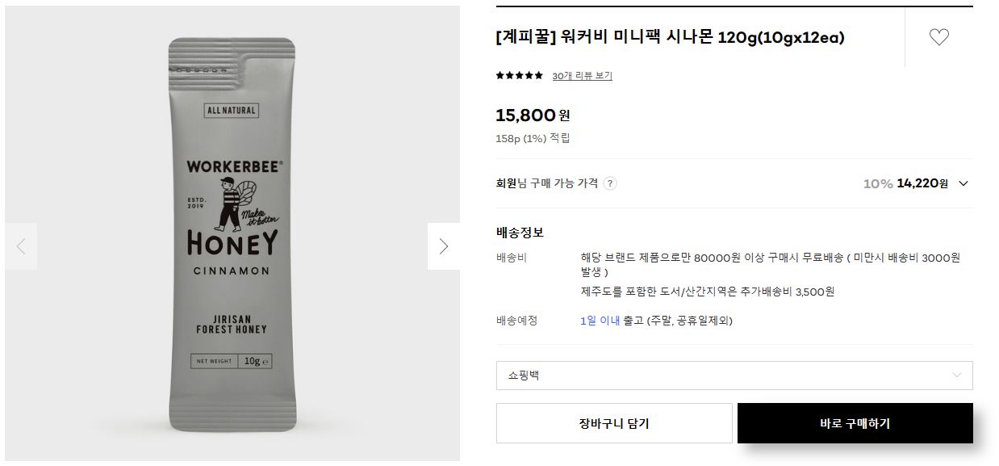 ALL NATURAL
WORKERBEE®
ESTD.
2019
Makes
it better
HONEY
CINNAMON
JIRISAN
FOREST HONEY
NET WEIGHT 10g ℮
[계피꿀] 워커비 미니팩 시나몬 120g(10gx12ea)
★★★★★ 30개 리뷰 보기
15,800원
158p (1%) 적립
회원님 구매 가능 가격 ? 10% 14,220원
배송정보
배송비 해당 브랜드 제품으로만 80000원 이상 구매시 무료배송 ( 미만시 배송비 3000원
발생 )
제주도를 포함한 도서/산간지역은 추가배송비 3,500원
배송예정 1일 이내 출고 (주말, 공휴일제외)
쇼핑백
장바구니 담기 바로 구매하기